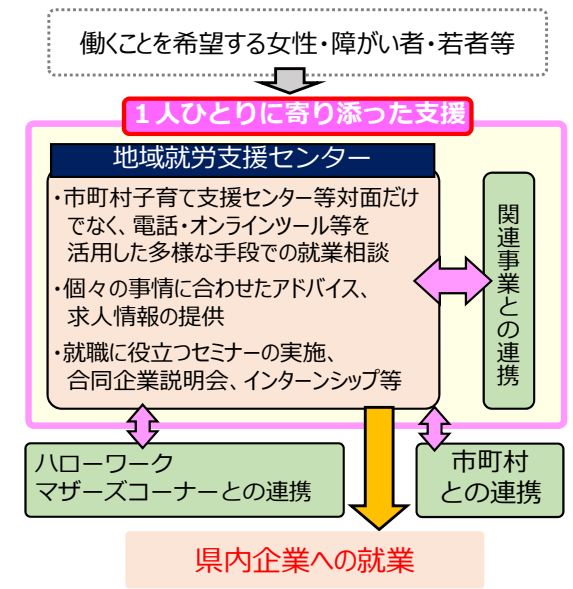 働くことを希望する女性・障がい者・若者等
１人ひとりに寄り添った支援
地域就労支援センター
・市町村子育て支援センター等対面だけ
でなく、電話・オンラインツール等を
活用した多様な手段での就業相談
・個々の事情に合わせたアドバイス、
求人情報の提供
・就職に役立つセミナーの実施、
合同企業説明会、インターンシップ等
関連事業との連携
ハローワーク
マザーズコーナーとの連携
市町村
との連携
県内企業への就業